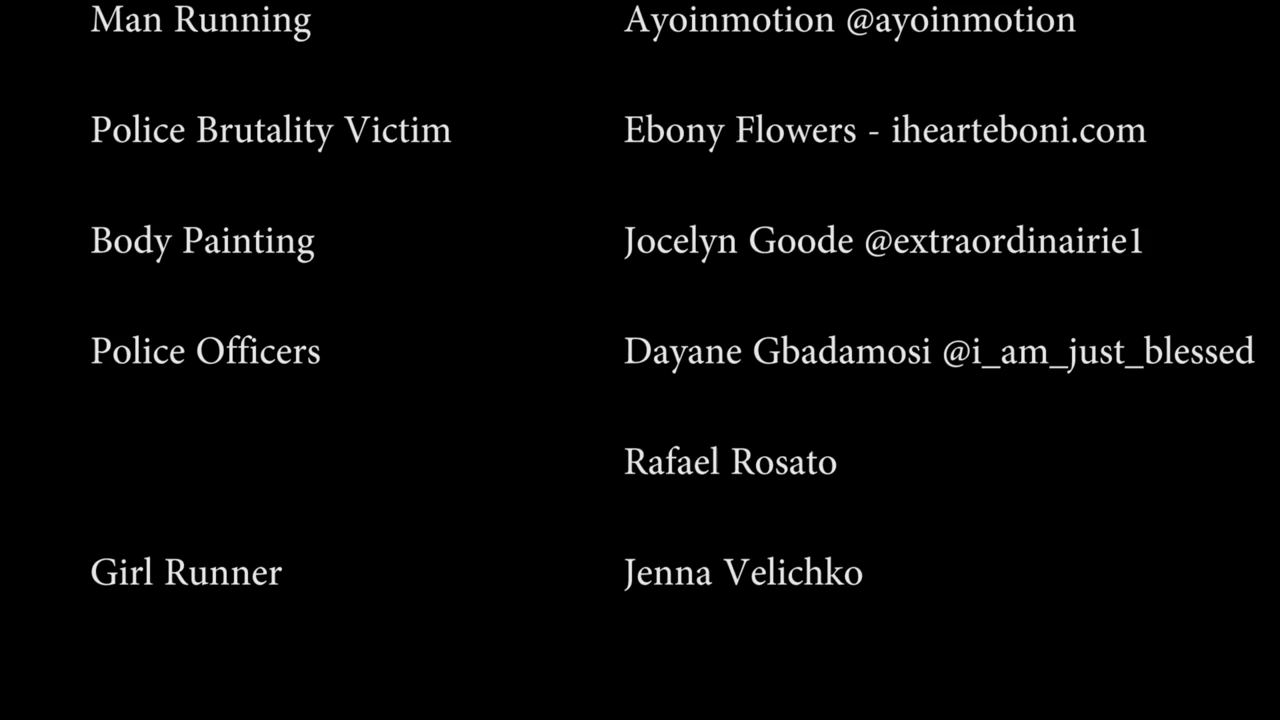 Man Running Ayoinmotion @ayoinmotion
Police Brutality Victim Ebony Flowers - ihearteboni.com
Body Painting Jocelyn Goode @extraordinairie1
Police Officers Dayane Gbadamosi @i_am_just_blessed
Rafael Rosato
Girl Runner Jenna Velichko